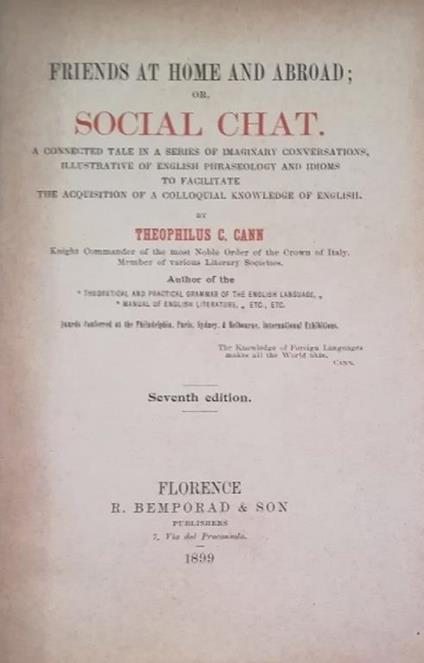 FRIENDS AT HOME AND ABROAD;
OR,
SOCIAL CHAT.
A CONNECTED TALE IN A SERIES OF IMAGINARY CONVERSATIONS,
ILLUSTRATIVE OF ENGLISH PHRASEOLOGY AND IDIOMS
TO FACILITATE
THE ACQUISITION OF A COLLOQUIAL KNOWLEDGE OF ENGLISH.
BY
THEOPHILUS C. CANN
Knight Commander of the most Noble Order of the Crown of Italy.
Member of various Literary Societies.
Author of the
" THEORETICAL AND PRACTICAL GRAMMAR OF THE ENGLISH LANGUAGE, „
" MANUAL OF ENGLISH LITERATURE, „ ETC., ETC.
conferred at the Philadelphia, Paris, Sydney, & Melbourne, International Exhibitions.
The Knowledge of Foreign Languages
makes all the World akin.
CANN.
Seventh edition.
FLORENCE
R. BEMPORAD & SON
PUBLISHERS
7, Via del Proconsolo.
1899